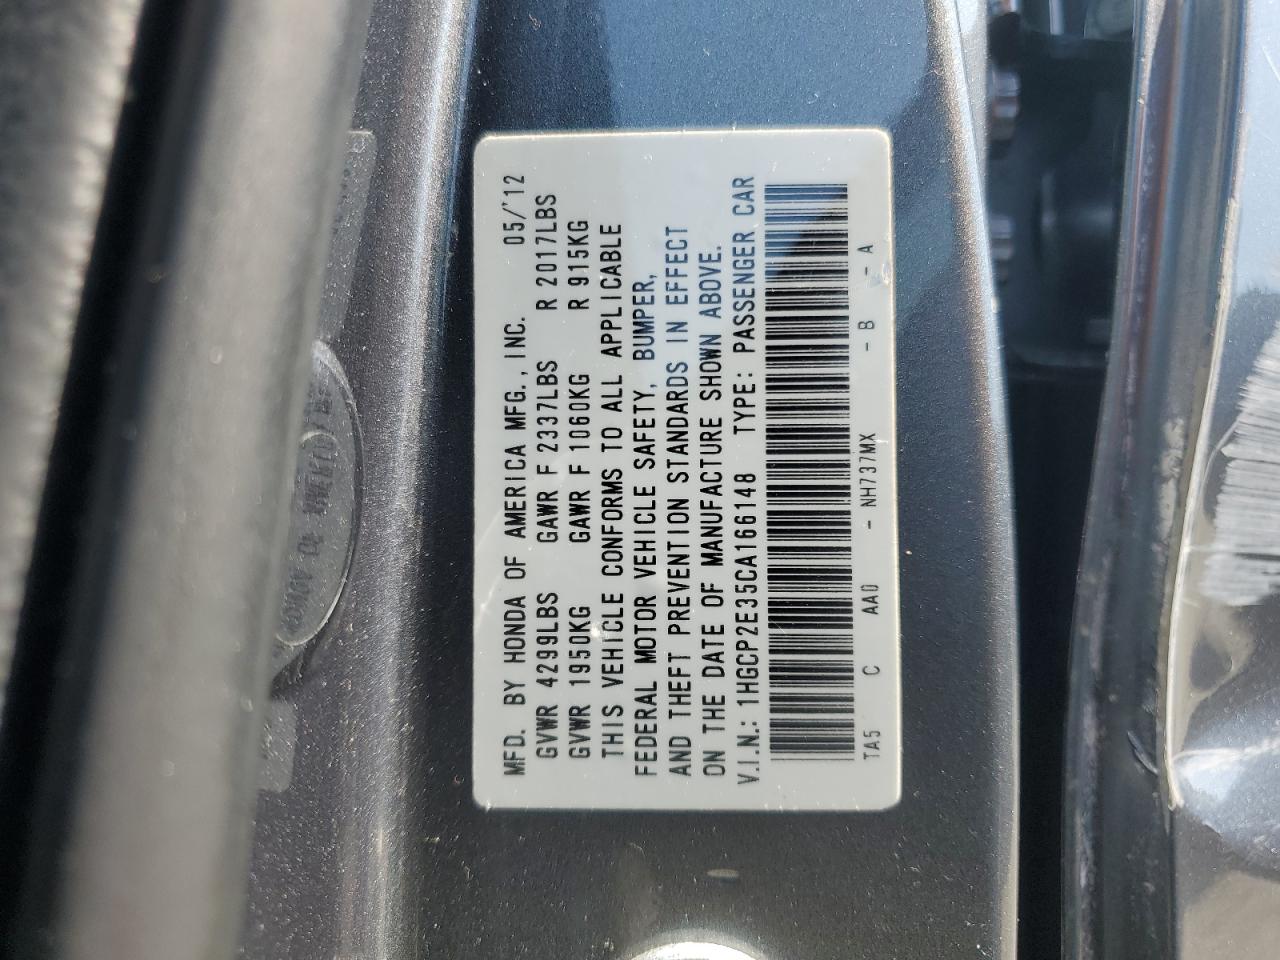 MFD. BY HONDA OF AMERICA MFG., INC. 05/'12
GVWR 4299LBS GAWR F 2337LBS R 2017LBS
GVWR 1950KG GAWR F 1060KG R 915KG
THIS VEHICLE CONFORMS TO ALL APPLICABLE
FEDERAL MOTOR VEHICLE SAFETY, BUMPER,
AND THEFT PREVENTION STANDARDS IN EFFECT
ON THE DATE OF MANUFACTURE SHOWN ABOVE.
V.I.N.: 1HGCP2E35CA166148 TYPE: PASSENGER CAR
TA5 C AA0 - NH737MX - B - A